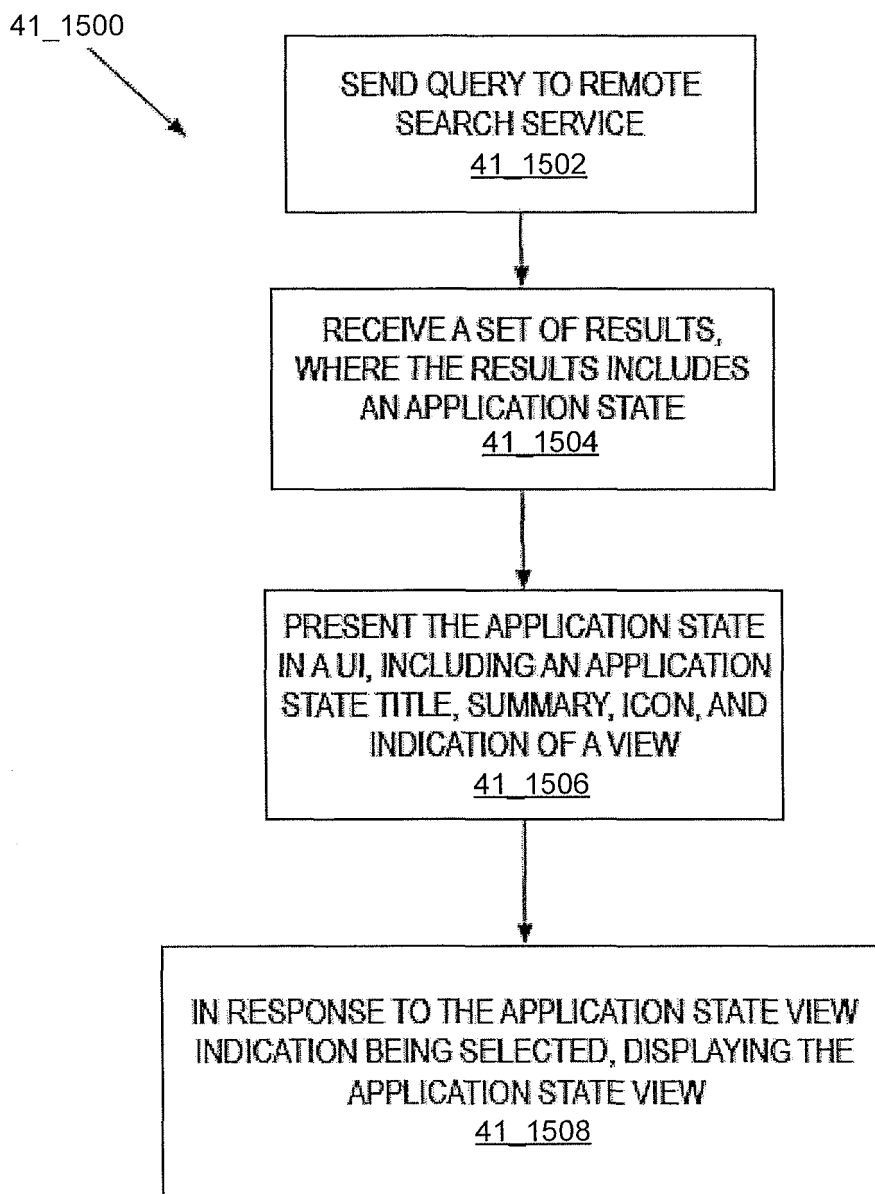 41_1500
SEND QUERY TO REMOTE
SEARCH SERVICE
41_1502
RECEIVE A SET OF RESULTS,
WHERE THE RESULTS INCLUDES
AN APPLICATION STATE
41_1504
PRESENT THE APPLICATION STATE
IN A UI, INCLUDING AN APPLICATION
STATE TITLE, SUMMARY, ICON, AND
INDICATION OF A VIEW
41_1506
IN RESPONSE TO THE APPLICATION STATE VIEW
INDICATION BEING SELECTED, DISPLAYING THE
APPLICATION STATE VIEW
41_1508